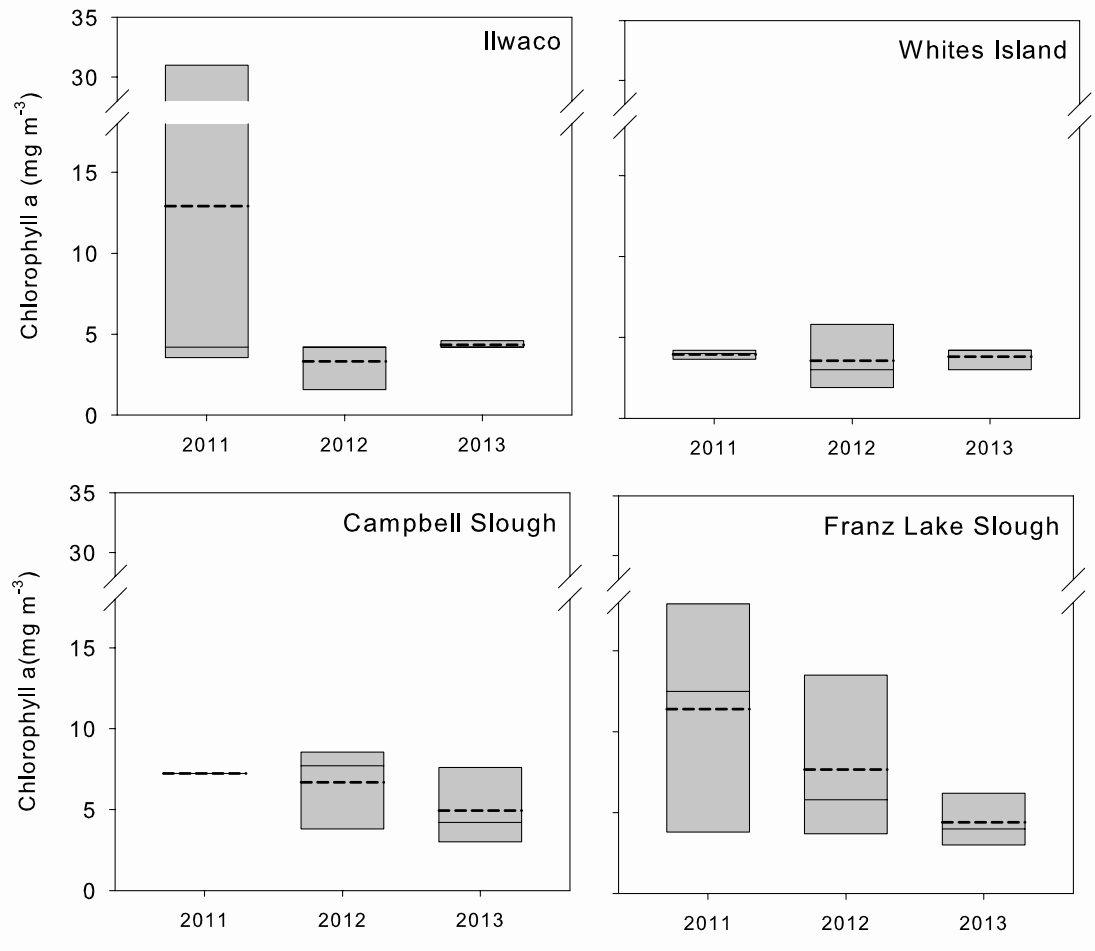 Ilwaco
Chlorophyll a (mg m⁻³)
35
30
15
10
5
0
2011 2012 2013
Whites Island
2011 2012 2013
Campbell Slough
Chlorophyll a(mg m⁻³)
35
30
15
10
5
0
2011 2012 2013
Franz Lake Slough
2011 2012 2013